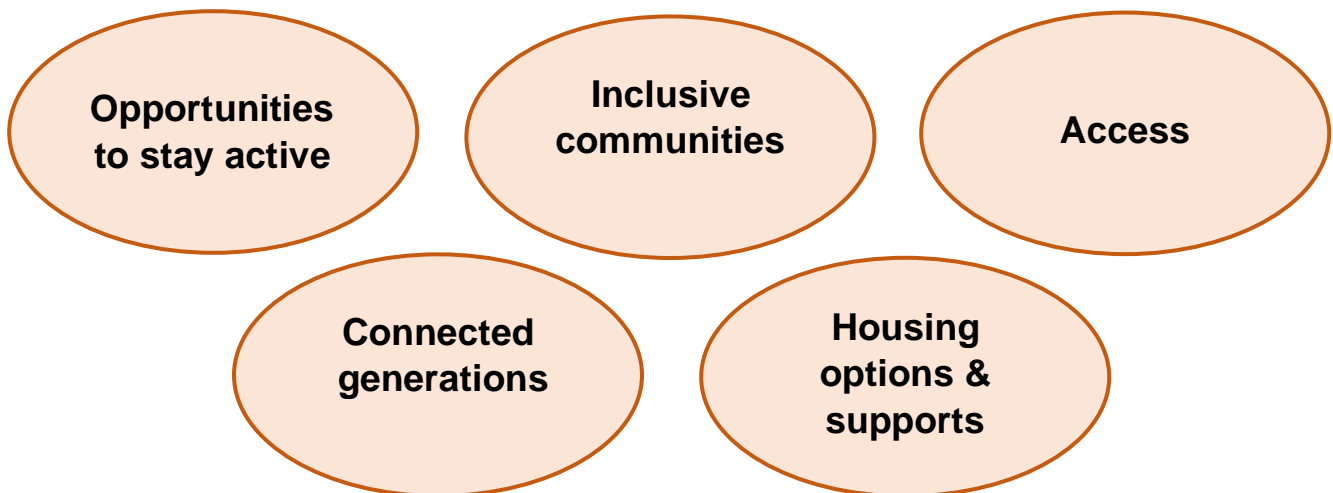 Opportunities
to stay active
Inclusive
communities
Access
Connected
generations
Housing
options &
supports